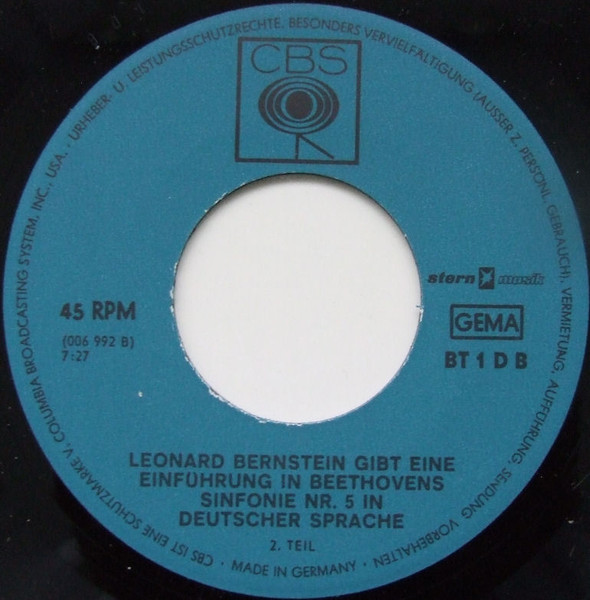 URHEBER- U. LEISTUNGSSCHUTZRECHTE, BESONDERS VERVIELFÄLTIGUNG (AUSSER Z. PERSÖNL. GEBRAUCH), VERMIETUNG, AUFFÜHRUNG, SENDUNG VORBEHALTEN
CBS
stern musik
45 RPM
GEMA
(006 992 B)
7:27
BT 1 D B
LEONARD BERNSTEIN GIBT EINE
EINFÜHRUNG IN BEETHOVENS
SINFONIE NR. 5 IN
DEUTSCHER SPRACHE
2. TEIL
CBS IST EINE SCHUTZMARKE V. COLUMBIA BROADCASTING SYSTEM, INC., USA.
· MADE IN GERMANY ·